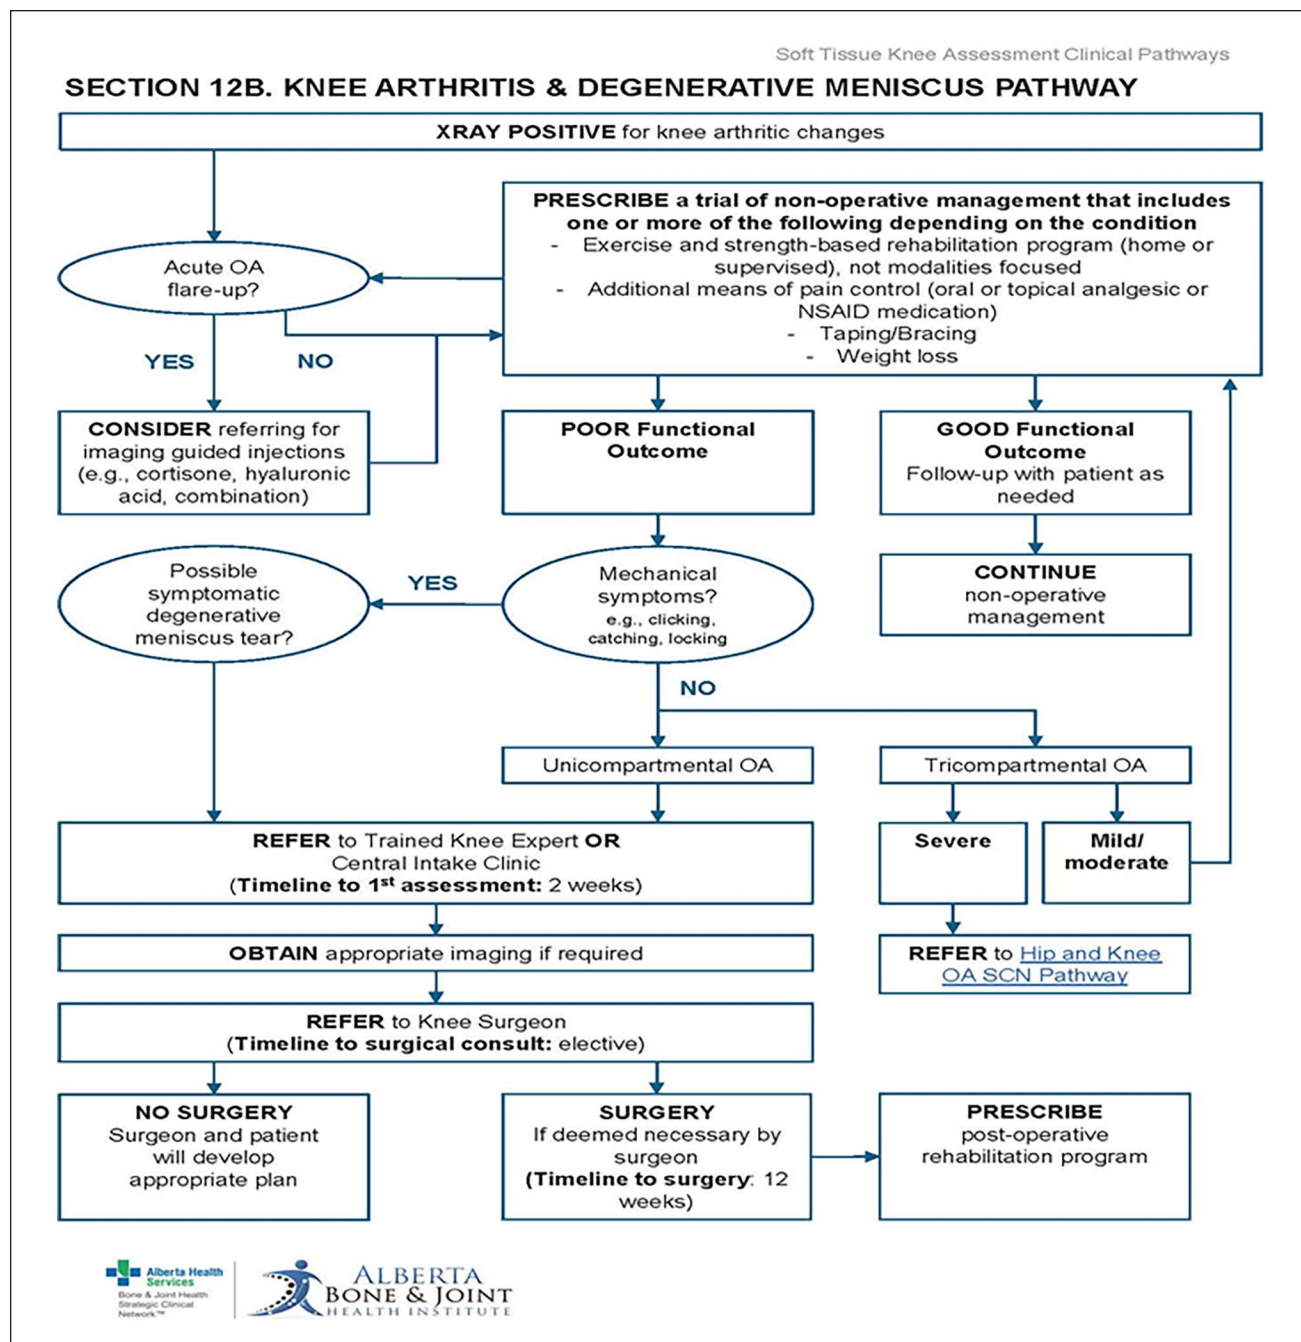 Soft Tissue Knee Assessment Clinical Pathways
SECTION 12B. KNEE ARTHRITIS & DEGENERATIVE MENISCUS PATHWAY
XRAY POSITIVE for knee arthritic changes
PRESCRIBE a trial of non-operative management that includes
one or more of the following depending on the condition
- Exercise and strength-based rehabilitation program (home or
supervised), not modalities focused
- Additional means of pain control (oral or topical analgesic or
NSAID medication)
- Taping/Bracing
- Weight loss
Acute OA
flare-up?
YES
NO
CONSIDER referring for
imaging guided injections
(e.g., cortisone, hyaluronic
acid, combination)
POOR Functional
Outcome
GOOD Functional
Outcome
Follow-up with patient as
needed
Possible
symptomatic
degenerative
meniscus tear?
YES
Mechanical
symptoms?
e.g., clicking,
catching, locking
CONTINUE
non-operative
management
NO
Unicompartmental OA
Tricompartmental OA
REFER to Trained Knee Expert OR
Central Intake Clinic
(Timeline to 1st assessment: 2 weeks)
Severe
Mild/
moderate
OBTAIN appropriate imaging if required
REFER to Hip and Knee
OA SCN Pathway
REFER to Knee Surgeon
(Timeline to surgical consult: elective)
NO SURGERY
Surgeon and patient
will develop
appropriate plan
SURGERY
If deemed necessary by
surgeon
(Timeline to surgery: 12
weeks)
PRESCRIBE
post-operative
rehabilitation program
Alberta Health
Services
Bone & Joint Health
Strategic Clinical
Network™
ALBERTA
BONE & JOINT
HEALTH INSTITUTE